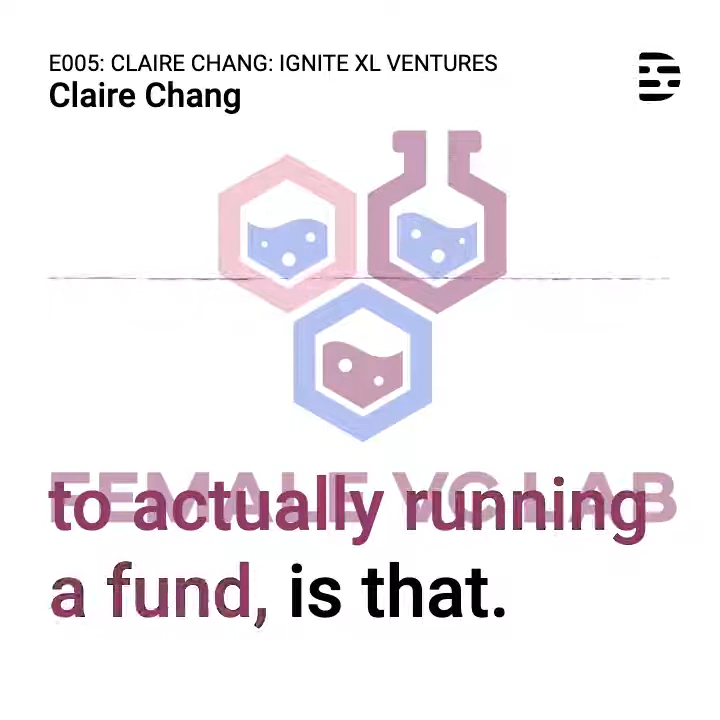 E005: CLAIRE CHANG: IGNITE XL VENTURES
Claire Chang
FEMALE VC LAB
to actually running
a fund, is that.